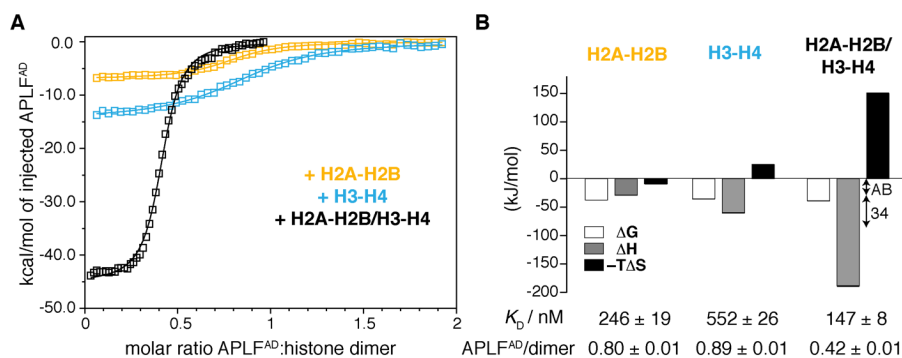 A
0.0
-10.0
-20.0
-30.0
-40.0
-50.0
kcal/mol of injected APLF^AD
+ H2A-H2B
+ H3-H4
+ H2A-H2B/H3-H4
0 0.5 1 1.5 2
molar ratio APLF^AD:histone dimer
B
H2A-H2B H3-H4 H2A-H2B/
H3-H4
150
100
50
0
-50
-100
-150
-200
(kJ/mol)
AB
34
ΔG
ΔH
–TΔS
K_D / nM 246 ± 19 552 ± 26 147 ± 8
APLF^AD/dimer 0.80 ± 0.01 0.89 ± 0.01 0.42 ± 0.01